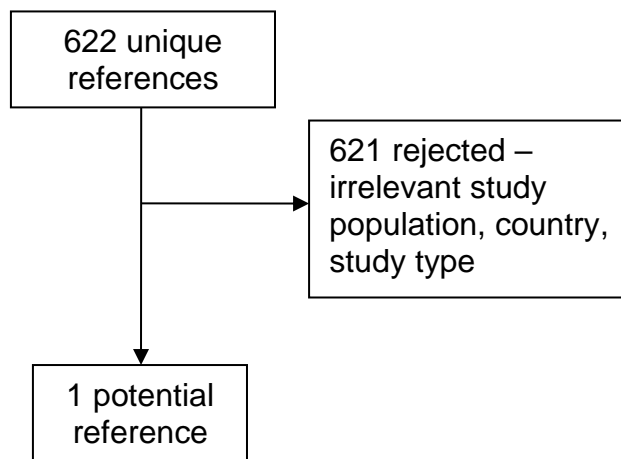 622 unique
references
621 rejected –
irrelevant study
population, country,
study type
1 potential
reference